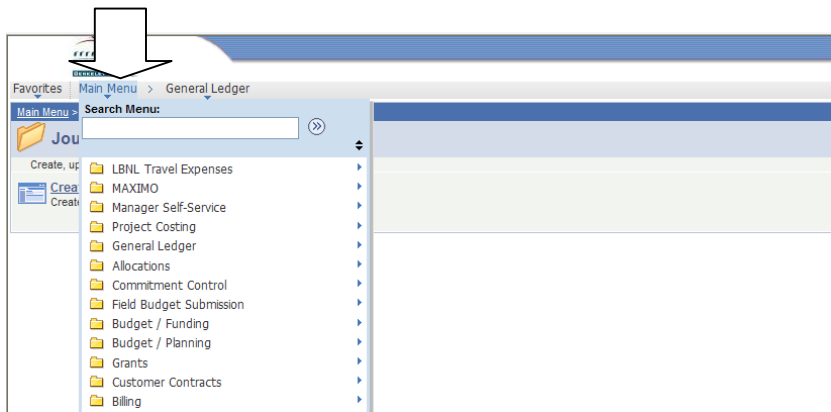 Favorites Main Menu > General Ledger
Main Menu >
Search Menu:
Jou
Create, up
Crea
Create
LBNL Travel Expenses
MAXIMO
Manager Self-Service
Project Costing
General Ledger
Allocations
Commitment Control
Field Budget Submission
Budget / Funding
Budget / Planning
Grants
Customer Contracts
Billing